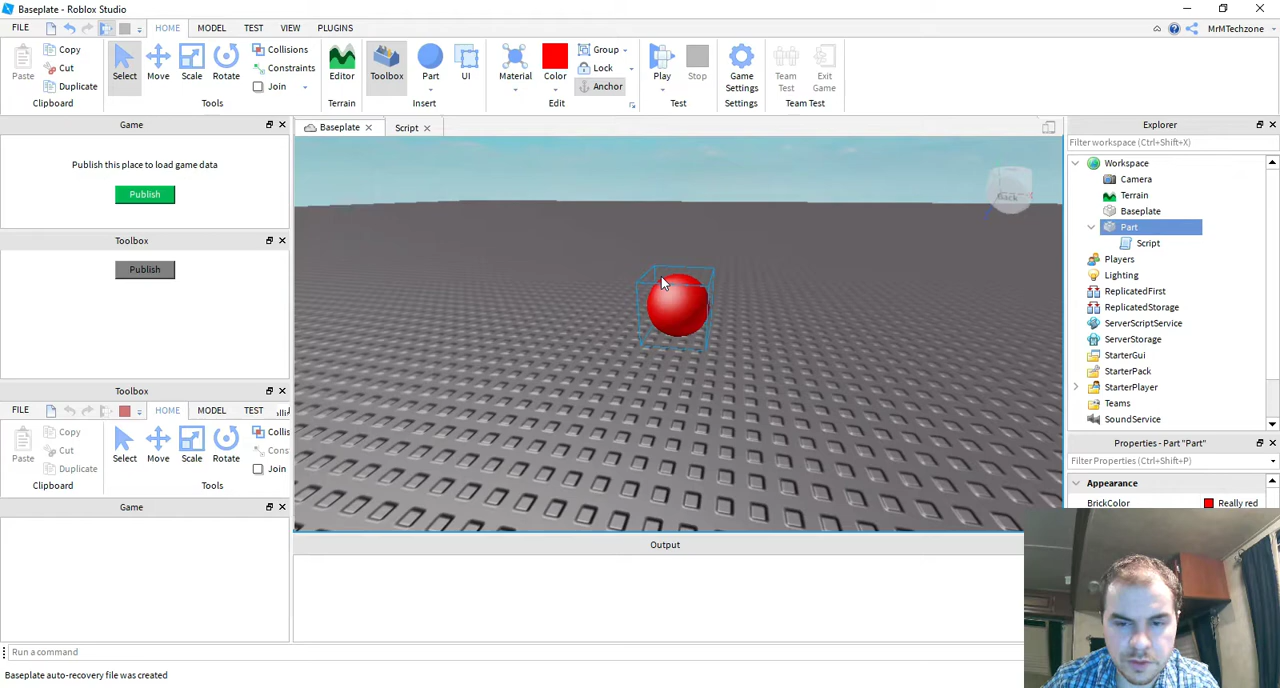 Baseplate - Roblox Studio
FILE HOME MODEL TEST VIEW PLUGINS MrMTechzone
Paste Copy Cut Duplicate Clipboard
Select Move Scale Rotate Collisions Constraints Join Tools
Editor Terrain
Toolbox Part UI Insert
Material Color Group Lock Anchor Edit
Play Stop Test
Game Settings Settings
Team Test Exit Game Team Test
Game
Publish this place to load game data
Publish
Toolbox
Publish
Toolbox
FILE HOME MODEL TEST
Paste Copy Cut Duplicate Clipboard
Select Move Scale Rotate Collis Cons Join Tools
Game
Baseplate Script
Back
Output
Explorer
Filter workspace (Ctrl+Shift+X)
Workspace
Camera
Terrain
Baseplate
Part
Script
Players
Lighting
ReplicatedFirst
ReplicatedStorage
ServerScriptService
ServerStorage
StarterGui
StarterPack
StarterPlayer
Teams
SoundService
Properties - Part "Part"
Filter Properties (Ctrl+Shift+P)
Appearance
BrickColor Really red
Run a command
Baseplate auto-recovery file was created